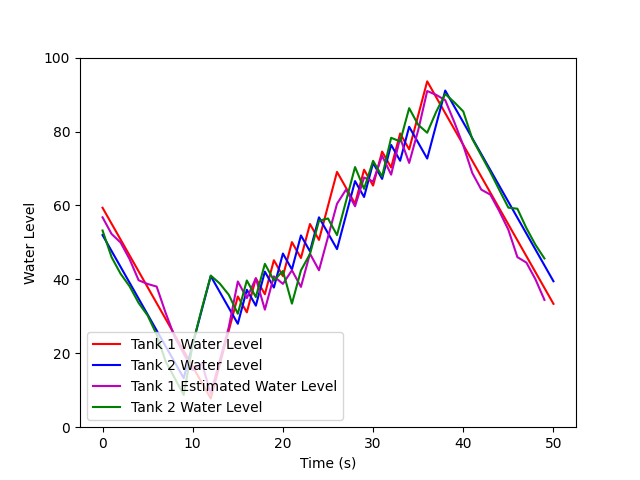 100
80
60
40
20
0
Water Level
Tank 1 Water Level
Tank 2 Water Level
Tank 1 Estimated Water Level
Tank 2 Water Level
0 10 20 30 40 50
Time (s)